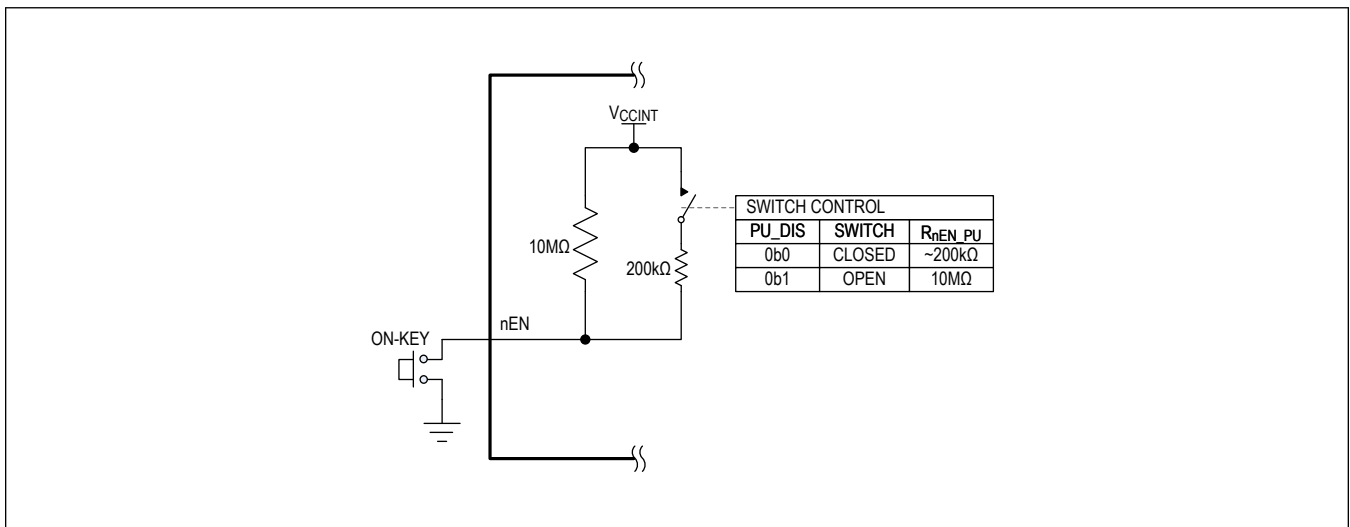 VCCINT
SWITCH CONTROL
PU_DIS SWITCH RnEN_PU
0b0 CLOSED ~200kΩ
0b1 OPEN 10MΩ
10MΩ
200kΩ
nEN
ON-KEY